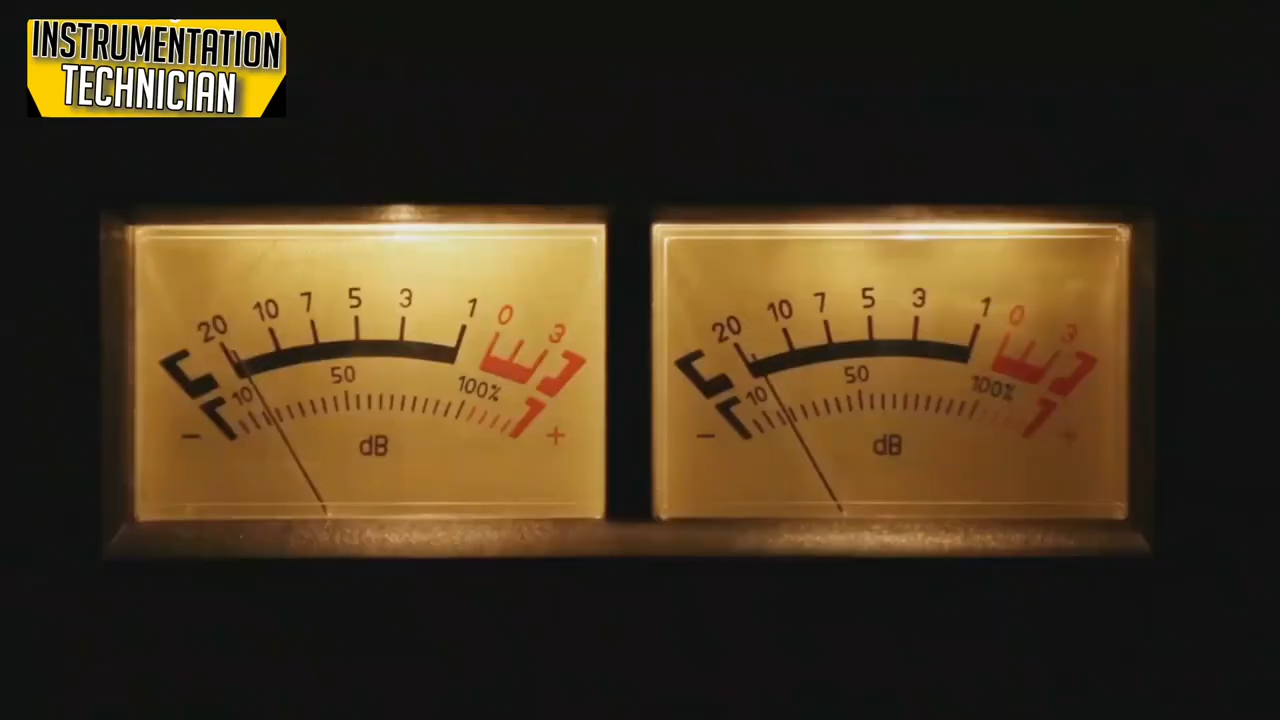 INSTRUMENTATION
TECHNICIAN
20 10 7 5 3 1 0 3
10 50 100%
- dB +
20 10 7 5 3 1 0 3
10 50 100%
- dB +